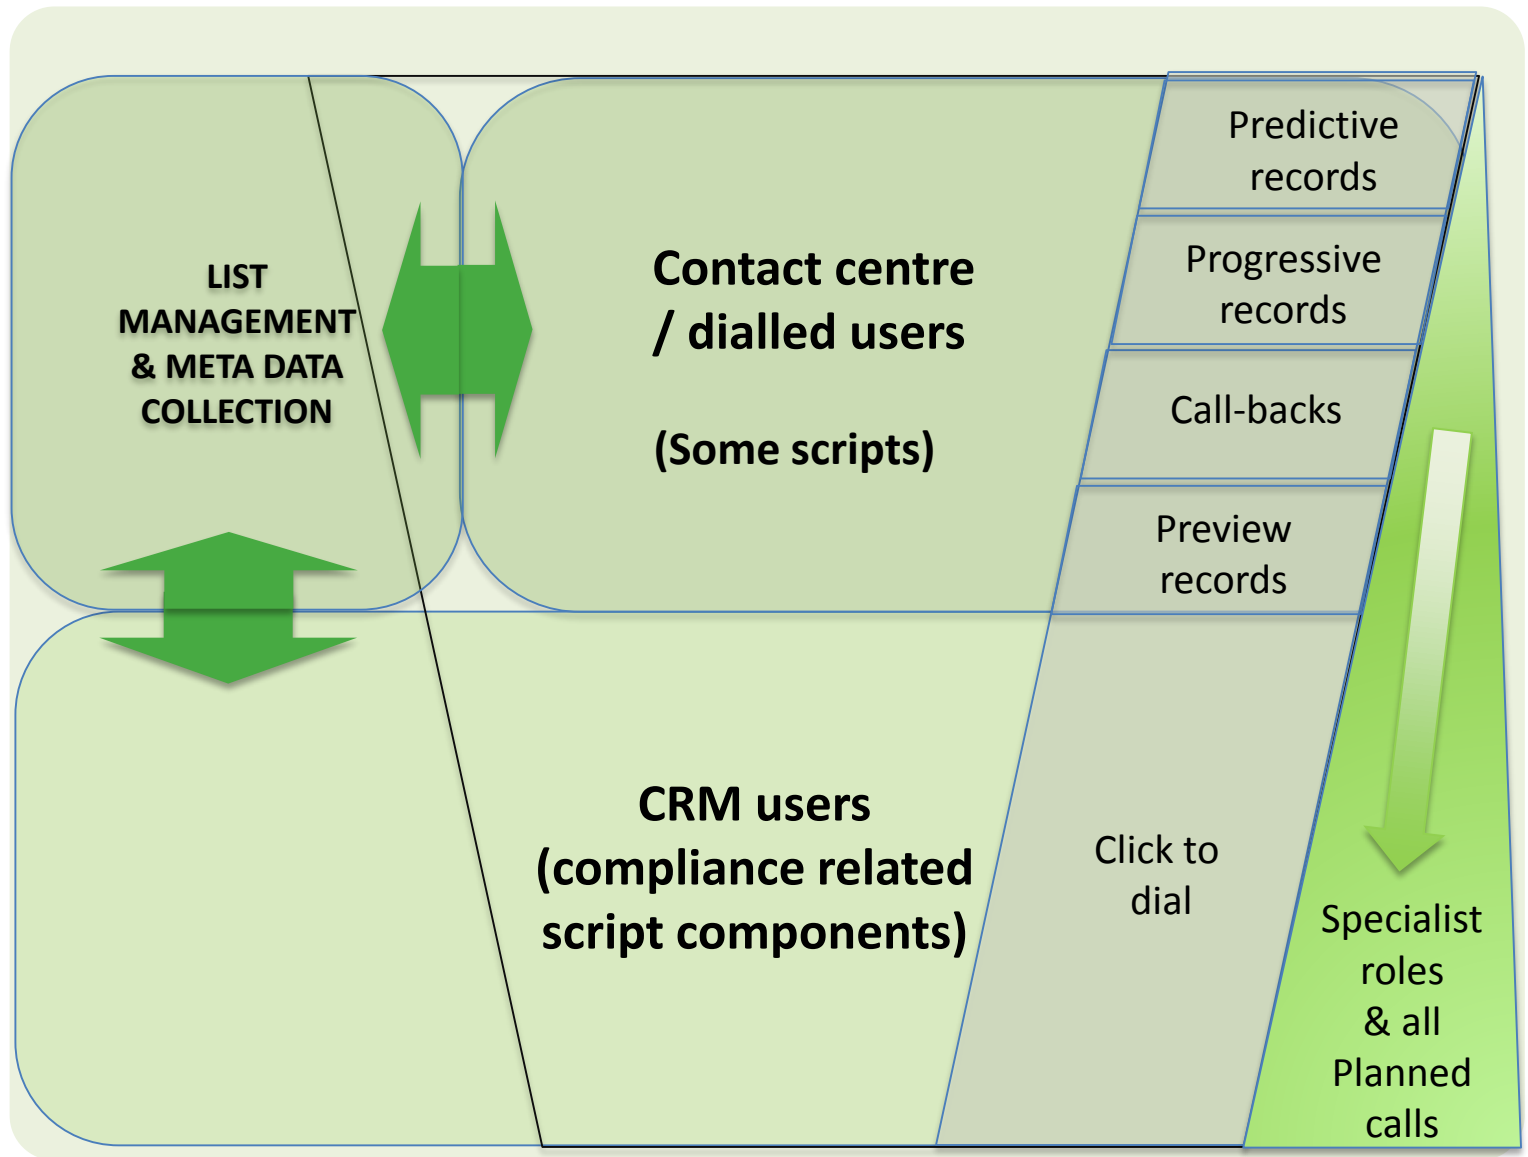 LIST
MANAGEMENT
& META DATA
COLLECTION
Contact centre
/ dialled users
(Some scripts)
Predictive
records
Progressive
records
Call-backs
Preview
records
CRM users
(compliance related
script components)
Click to
dial
Specialist
roles
& all
Planned
calls